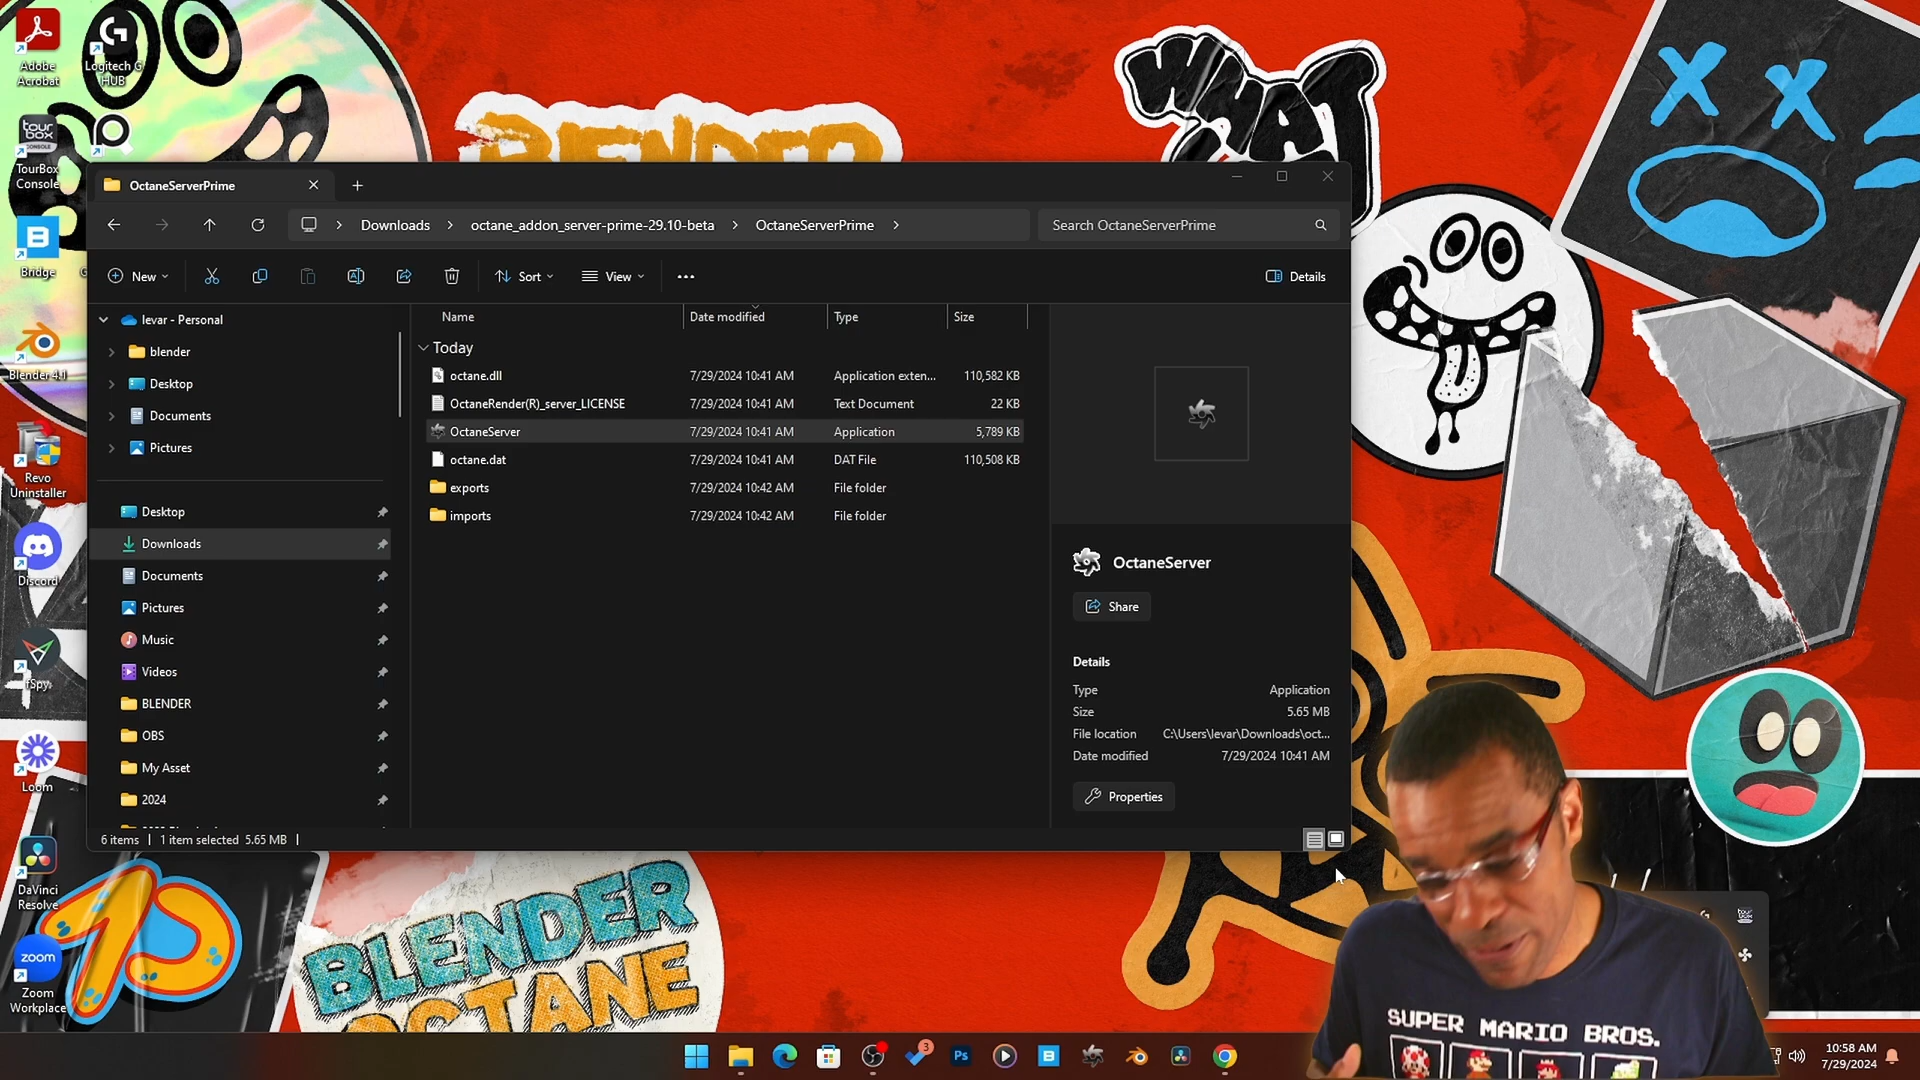 Adobe
Acrobat
Logitech G
HUB
tour
box
CONSOLE
TourBox
Console
Bridge
Blender 4.1
Revo
Uninstaller
Discord
fSpy
Loom
DaVinci
Resolve
zoom
Zoom
Workplace
BLENDER
WHAT
OctaneServerPrime
Downloads
octane_addon_server-prime-29.10-beta
OctaneServerPrime
Search OctaneServerPrime
New
Sort
View
Details
levar - Personal
blender
Desktop
Documents
Pictures
Desktop
Downloads
Documents
Pictures
Music
Videos
BLENDER
OBS
My Asset
2024
Name Date modified Type Size
Today
octane.dll 7/29/2024 10:41 AM Application exten... 110,582 KB
OctaneRender(R)_server_LICENSE 7/29/2024 10:41 AM Text Document 22 KB
OctaneServer 7/29/2024 10:41 AM Application 5,789 KB
octane.dat 7/29/2024 10:41 AM DAT File 110,508 KB
exports 7/29/2024 10:42 AM File folder
imports 7/29/2024 10:42 AM File folder
OctaneServer
Share
Details
Type Application
Size 5.65 MB
File location C:\Users\levar\Downloads\oct...
Date modified 7/29/2024 10:41 AM
Properties
6 items 1 item selected 5.65 MB
BLENDER
OCTANE
SUPER MARIO BROS.
3
Ps
10:58 AM
7/29/2024